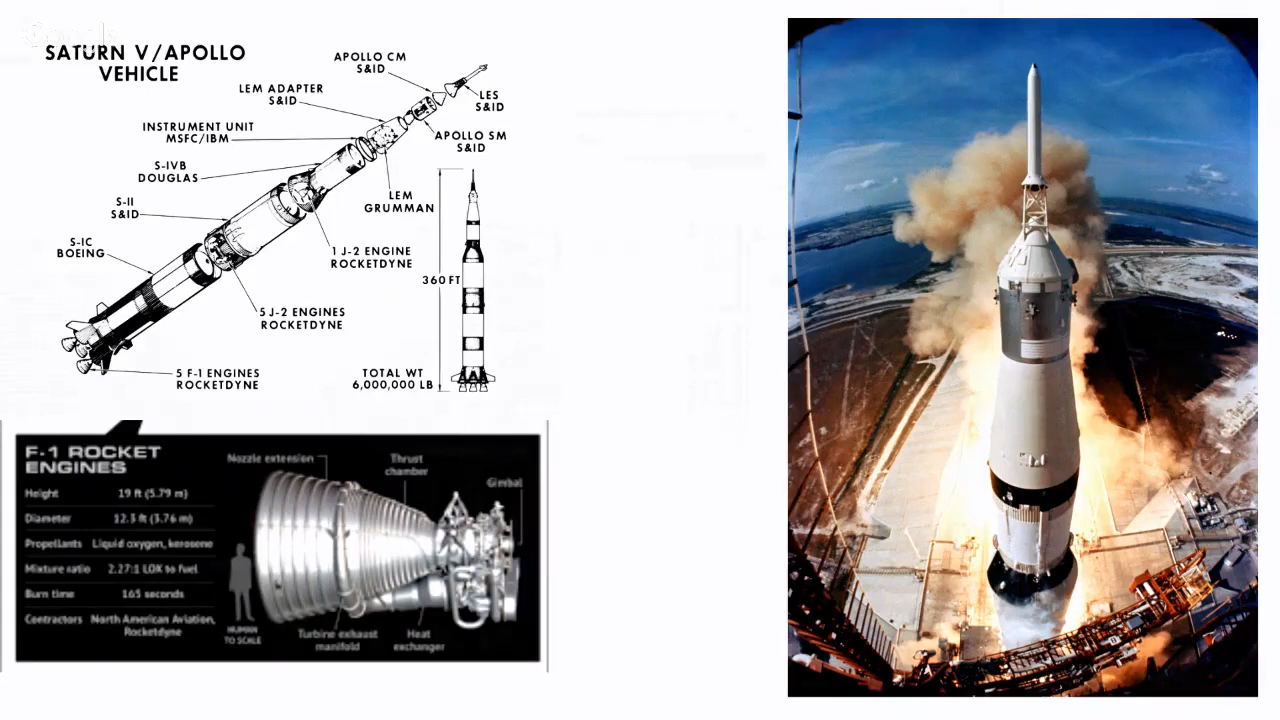 SATURN V/APOLLO
VEHICLE
APOLLO CM
S&ID
LEM ADAPTER
S&ID
LES
S&ID
INSTRUMENT UNIT
MSFC/IBM
APOLLO SM
S&ID
S-IVB
DOUGLAS
LEM
GRUMMAN
S-II
S&ID
S-IC
BOEING
1 J-2 ENGINE
ROCKETDYNE
360 FT
5 J-2 ENGINES
ROCKETDYNE
5 F-1 ENGINES
ROCKETDYNE
TOTAL WT
6,000,000 LB
F-1 ROCKET
ENGINES
Height 19 ft (5.79 m)
Diameter 12.3 ft (3.76 m)
Propellants Liquid oxygen, kerosene
Mixture ratio 2.27:1 LOX to fuel
Burn time 165 seconds
Contractors North American Aviation,
Rocketdyne
Nozzle extension
Thrust
chamber
Gimbal
HUMAN
TO SCALE
Turbine exhaust
manifold
Heat
exchanger